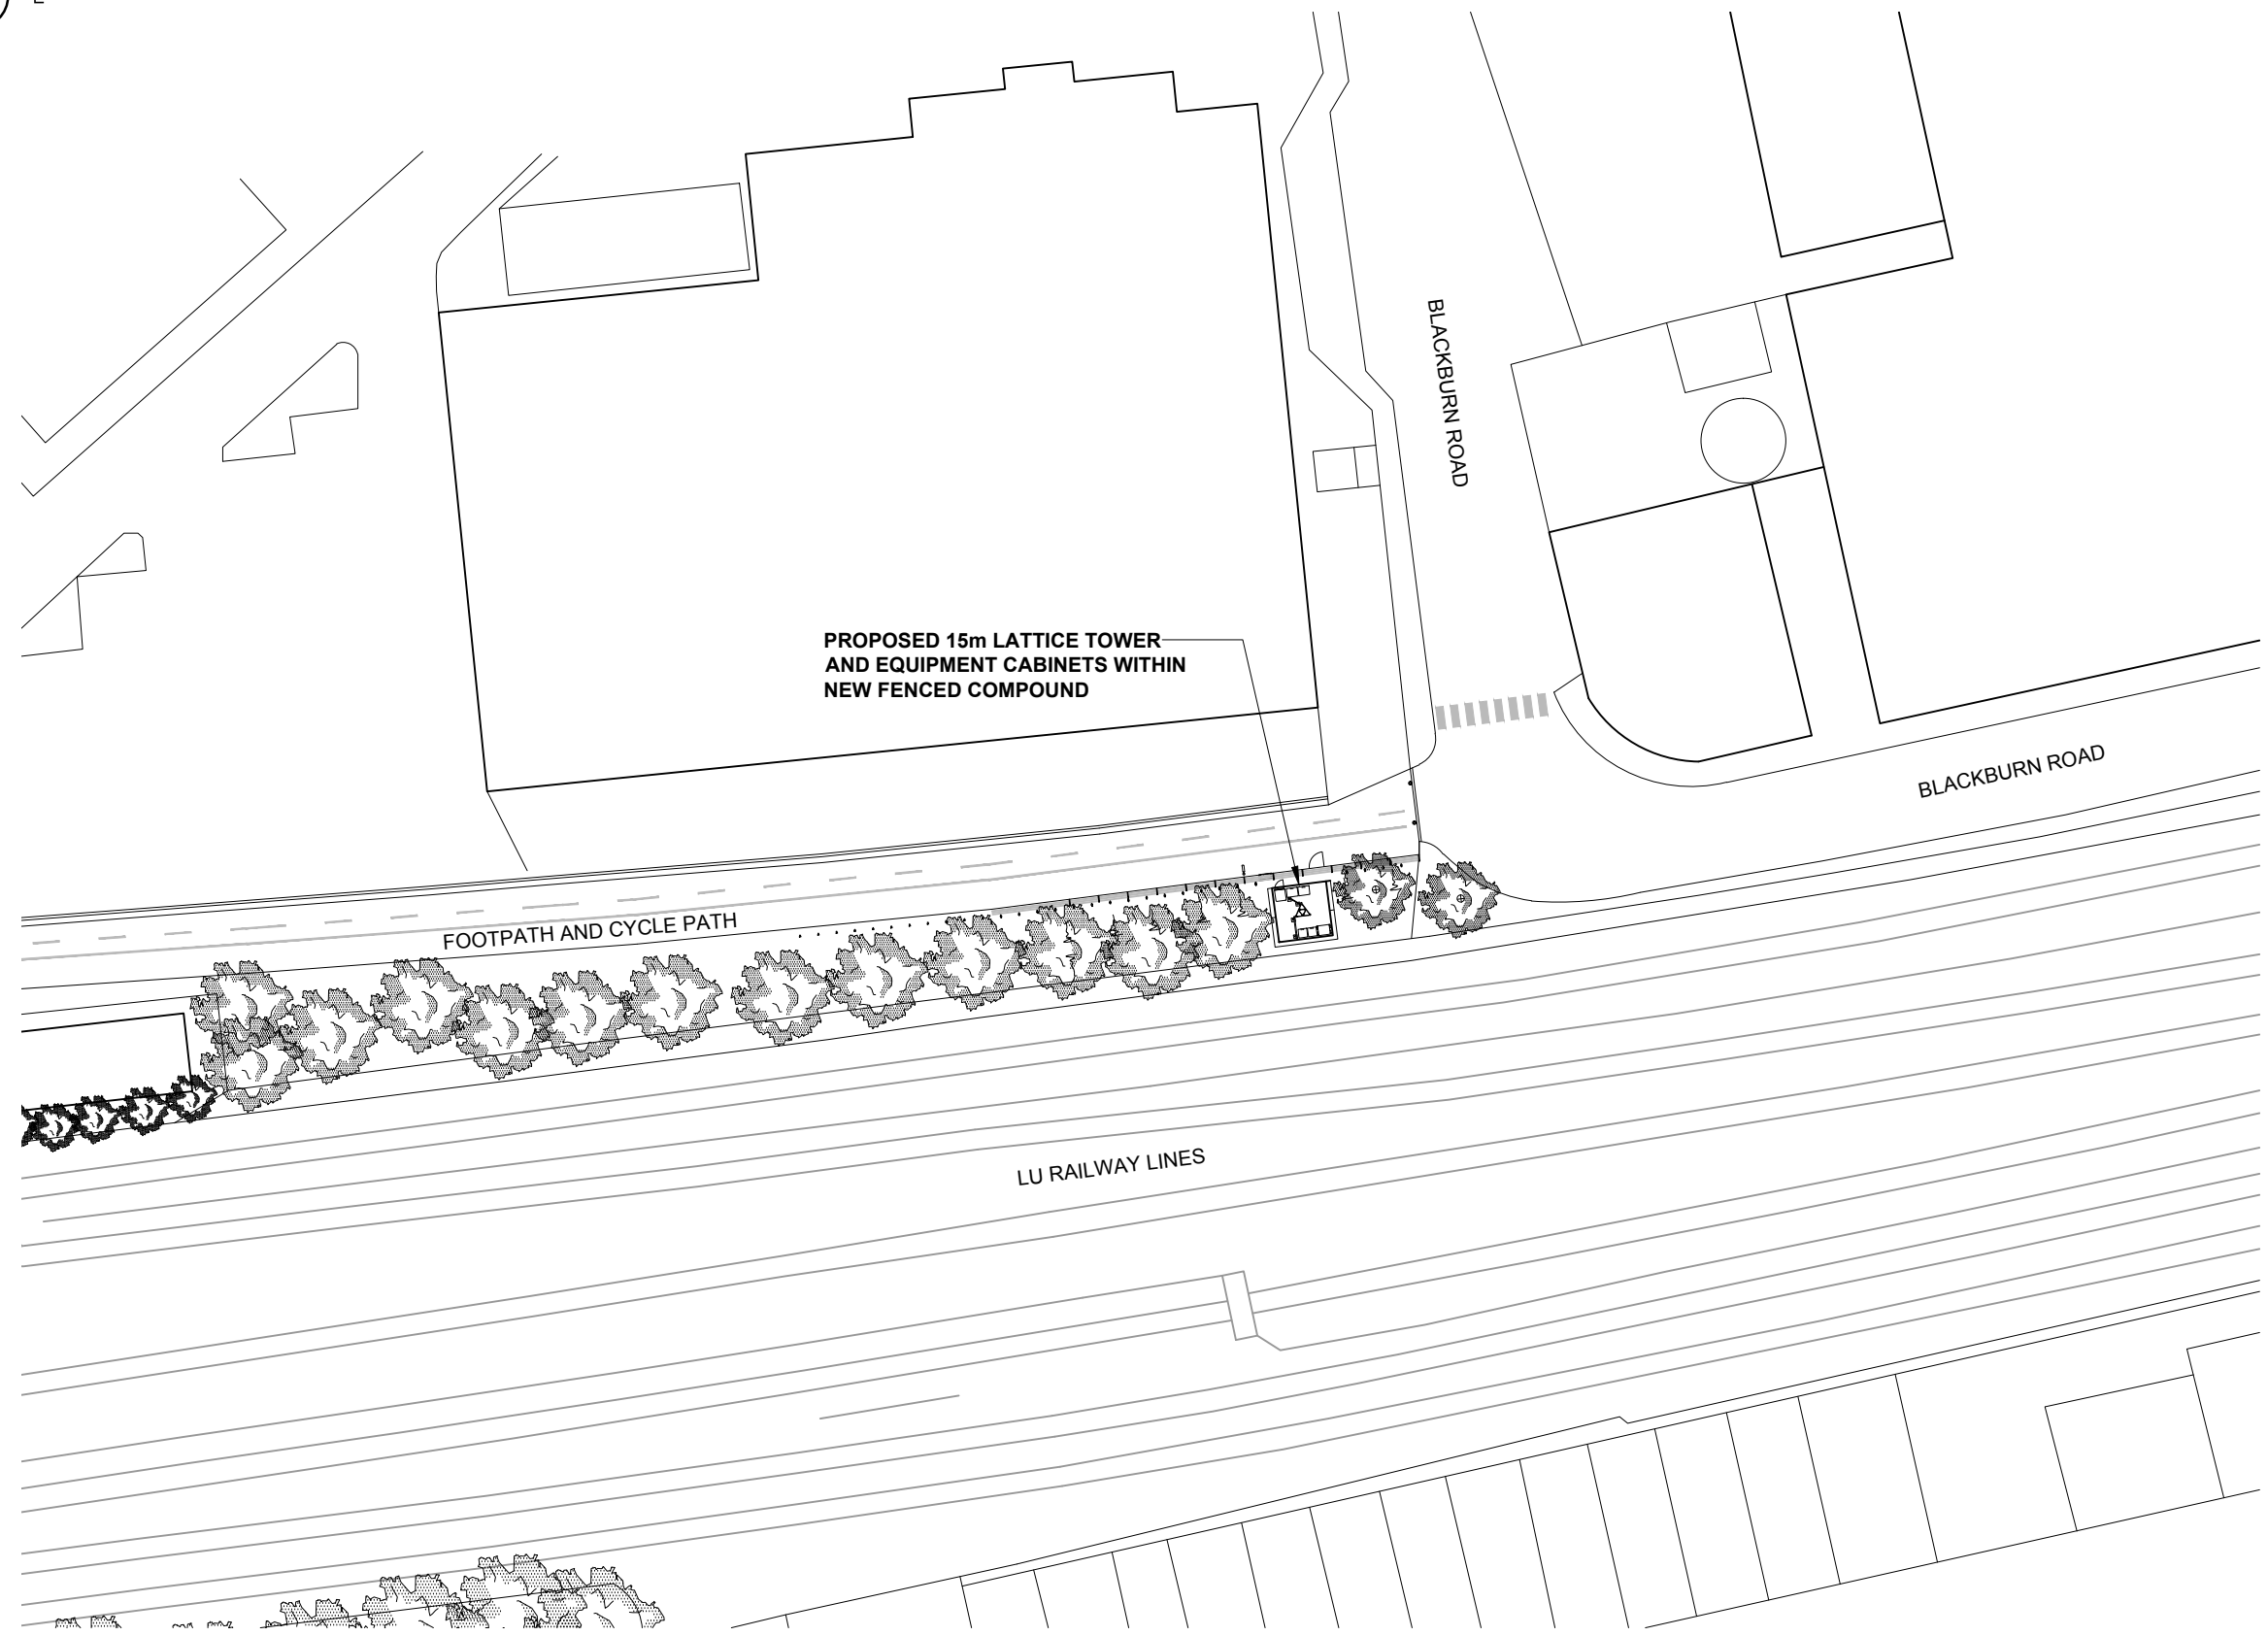 BLACKBURN ROAD
PROPOSED 15m LATTICE TOWER
AND EQUIPMENT CABINETS WITHIN
NEW FENCED COMPOUND
BLACKBURN ROAD
FOOTPATH AND CYCLE PATH
LU RAILWAY LINES